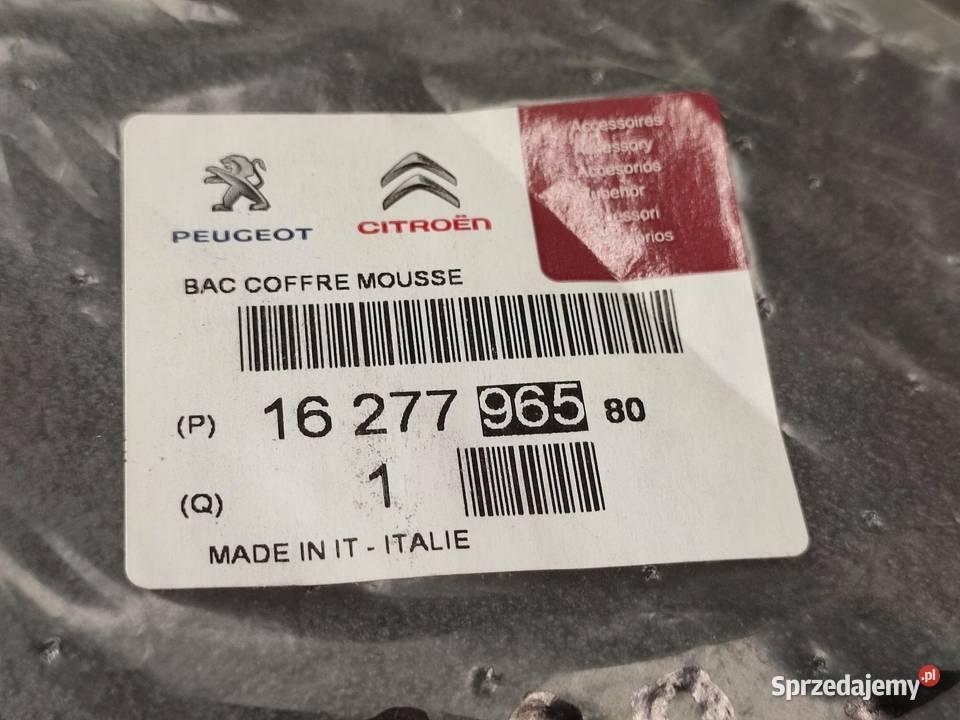 PEUGEOT
CITROËN
Accessoires
Accessory
Accesorios
BAC COFFRE MOUSSE
(P) 16 277 965 80
(Q) 1
MADE IN IT - ITALIE
Sprzedajemy.pl